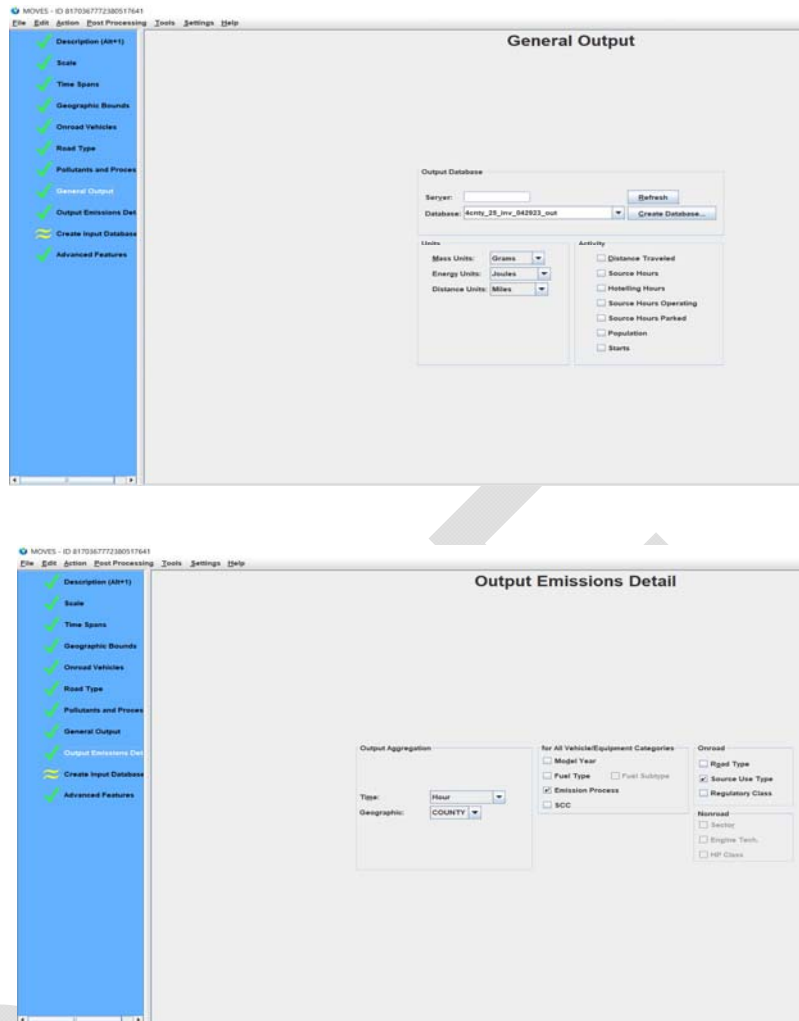 MOVES - ID 8170367772380517641
File Edit Action Post Processing Tools Settings Help
Description (Alt+1)
Scale
Time Spans
Geographic Bounds
Onroad Vehicles
Road Type
Pollutants and Proces
General Output
Output Emissions Det
Create Input Database
Advanced Features
General Output
Output Database
Server:
Refresh
Database: 4cnty_28_inv_042923_out
Create Database...
Units
Mass Units: Grams
Energy Units: Joules
Distance Units: Miles
Activity
Distance Traveled
Source Hours
Hotelling Hours
Source Hours Operating
Source Hours Parked
Population
Starts
MOVES - ID 8170367772380517641
File Edit Action Post Processing Tools Settings Help
Description (Alt+1)
Scale
Time Spans
Geographic Bounds
Onroad Vehicles
Road Type
Pollutants and Proces
General Output
Output Emissions Det
Create Input Database
Advanced Features
Output Emissions Detail
Output Aggregation
Time: Hour
Geographic: COUNTY
for All Vehicle/Equipment Categories
Model Year
Fuel Type Fuel Subtype
Emission Process
SCC
Onroad
Road Type
Source Use Type
Regulatory Class
Nonroad
Sector
Engine Tech.
HP Class